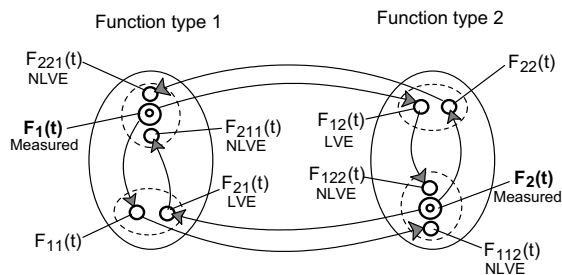 Function type 1
Function type 2
F221(t)
NLVE
F1(t)
Measured
F211(t)
NLVE
F21(t)
LVE
F11(t)
F22(t)
F12(t)
LVE
F122(t)
NLVE
F2(t)
Measured
F112(t)
NLVE